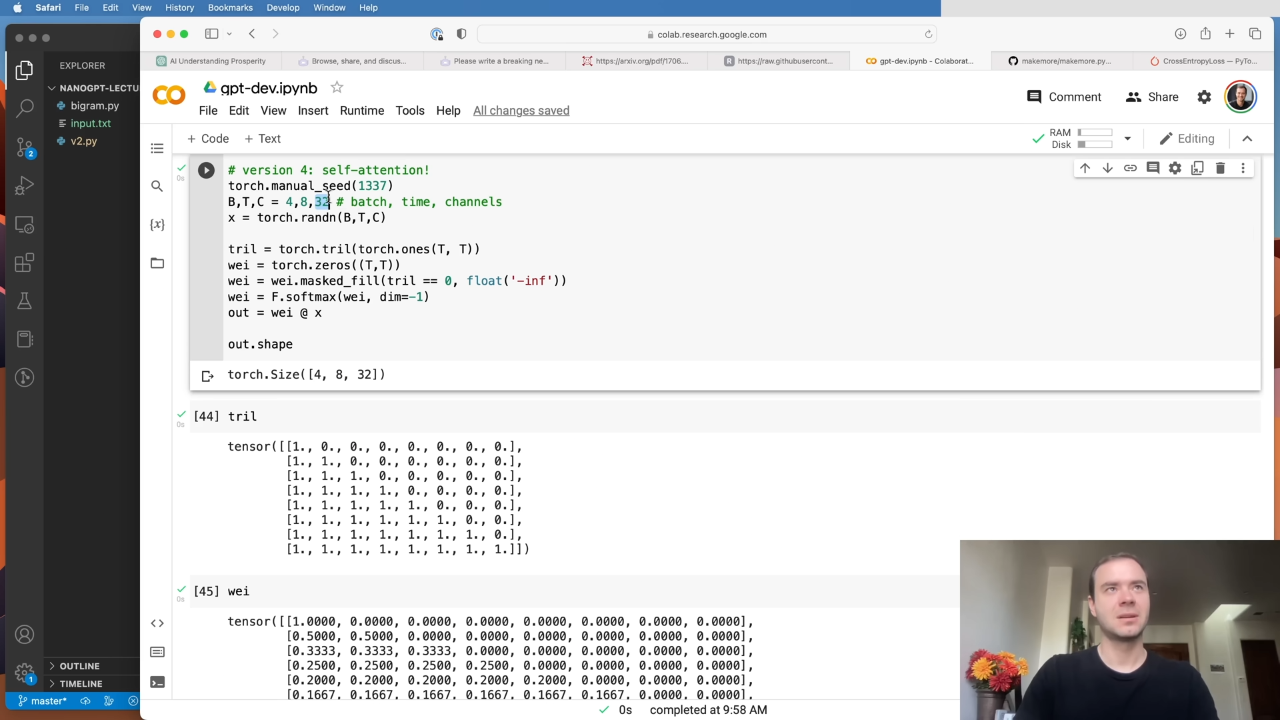 Safari File Edit View History Bookmarks Window Help
colab.research.google.com
AI Understanding Prosperity
Browse, share, and discus...
Please write a breaking ne...
https://arxiv.org/pdf/1706....
https://raw.githubusercont...
gpt-dev.ipynb - Colaborat...
makemore/makemore.py...
CrossEntropyLoss — PyTo...
EXPLORER
NANOGPT-LECTU
bigram.py
input.txt
v2.py
2
1
OUTLINE
TIMELINE
master*
gpt-dev.ipynb
File Edit View Insert Runtime Tools Help All changes saved
Comment Share
+ Code + Text
RAM
Disk
Editing
{x}
0s
# version 4: self-attention!
torch.manual_seed(1337)
B,T,C = 4,8,32 # batch, time, channels
x = torch.randn(B,T,C)
tril = torch.tril(torch.ones(T, T))
wei = torch.zeros((T,T))
wei = wei.masked_fill(tril == 0, float('-inf'))
wei = F.softmax(wei, dim=-1)
out = wei @ x
out.shape
torch.Size([4, 8, 32])
0s
[44] tril
tensor([[1., 0., 0., 0., 0., 0., 0., 0.],
[1., 1., 0., 0., 0., 0., 0., 0.],
[1., 1., 1., 0., 0., 0., 0., 0.],
[1., 1., 1., 1., 0., 0., 0., 0.],
[1., 1., 1., 1., 1., 0., 0., 0.],
[1., 1., 1., 1., 1., 1., 0., 0.],
[1., 1., 1., 1., 1., 1., 1., 0.],
[1., 1., 1., 1., 1., 1., 1., 1.]])
0s
[45] wei
tensor([[1.0000, 0.0000, 0.0000, 0.0000, 0.0000, 0.0000, 0.0000, 0.0000],
[0.5000, 0.5000, 0.0000, 0.0000, 0.0000, 0.0000, 0.0000, 0.0000],
[0.3333, 0.3333, 0.3333, 0.0000, 0.0000, 0.0000, 0.0000, 0.0000],
[0.2500, 0.2500, 0.2500, 0.2500, 0.0000, 0.0000, 0.0000, 0.0000],
[0.2000, 0.2000, 0.2000, 0.2000, 0.2000, 0.0000, 0.0000, 0.0000],
[0.1667, 0.1667, 0.1667, 0.1667, 0.1667, 0.1667, 0.0000, 0.0000],
0s completed at 9:58 AM